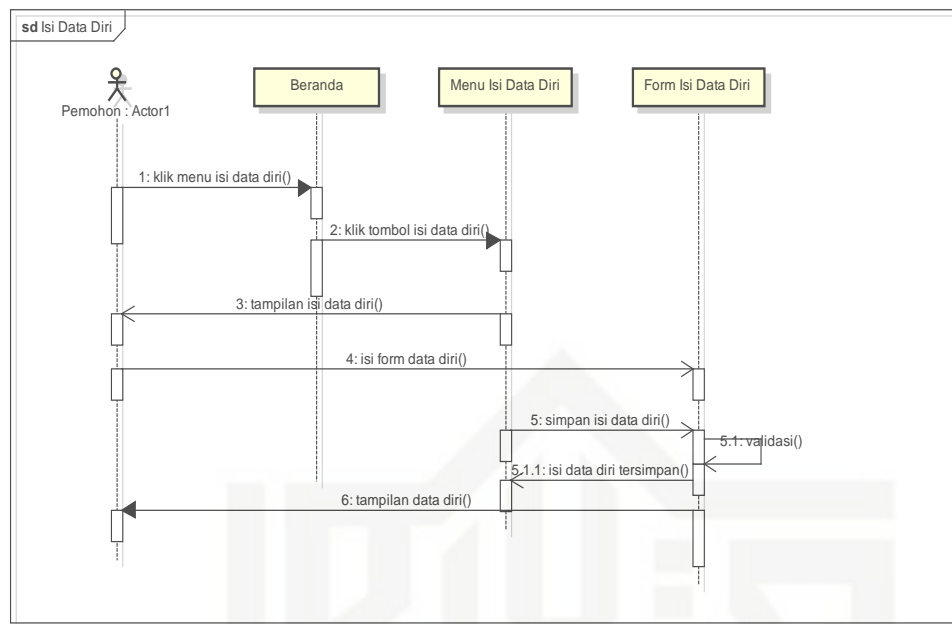 sd Isi Data Diri
Pemohon : Actor1
Beranda
Menu Isi Data Diri
Form Isi Data Diri
1: klik menu isi data diri()
2: klik tombol isi data diri()
3: tampilan isi data diri()
4: isi form data diri()
5: simpan isi data diri()
5.1: validasi()
5.1.1: isi data diri tersimpan()
6: tampilan data diri()